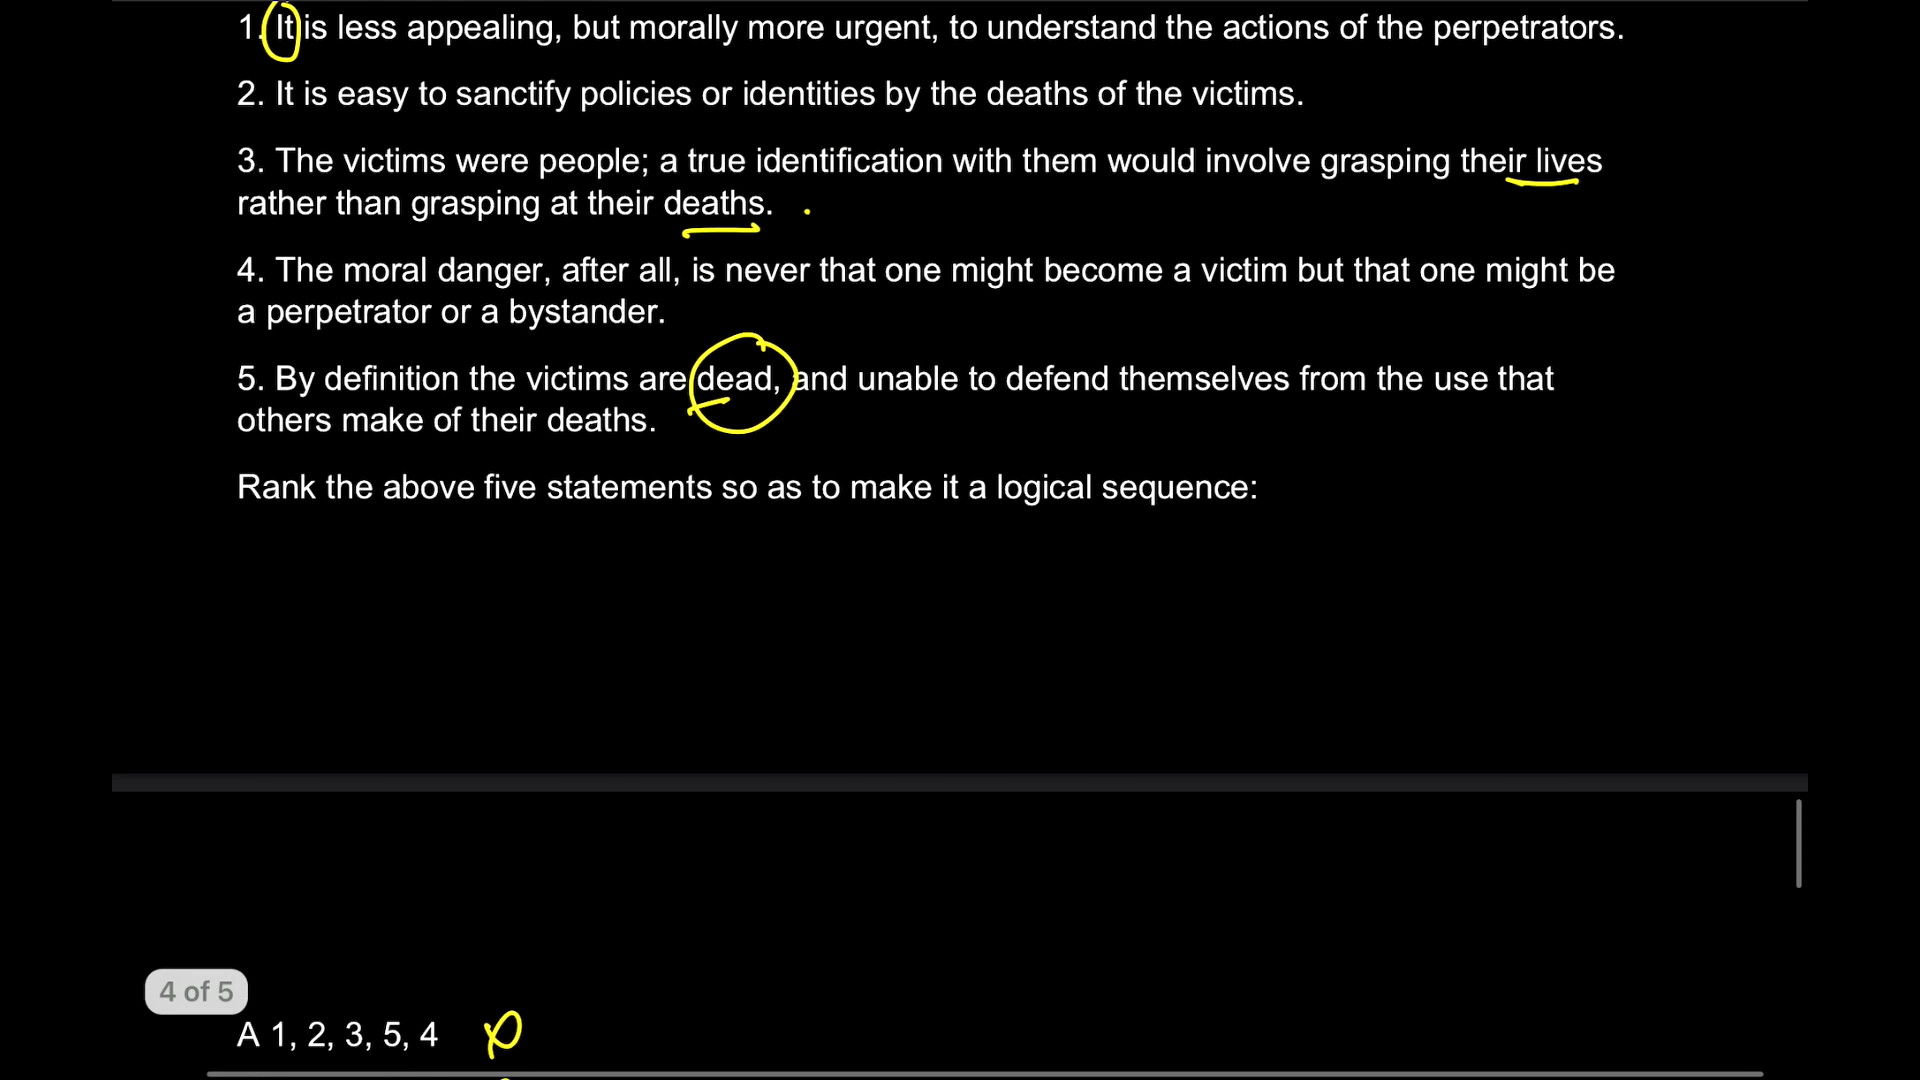 1. It is less appealing, but morally more urgent, to understand the actions of the perpetrators.
2. It is easy to sanctify policies or identities by the deaths of the victims.
3. The victims were people; a true identification with them would involve grasping their lives
rather than grasping at their deaths.
4. The moral danger, after all, is never that one might become a victim but that one might be
a perpetrator or a bystander.
5. By definition the victims are dead, and unable to defend themselves from the use that
others make of their deaths.
Rank the above five statements so as to make it a logical sequence:
4 of 5
A 1, 2, 3, 5, 4